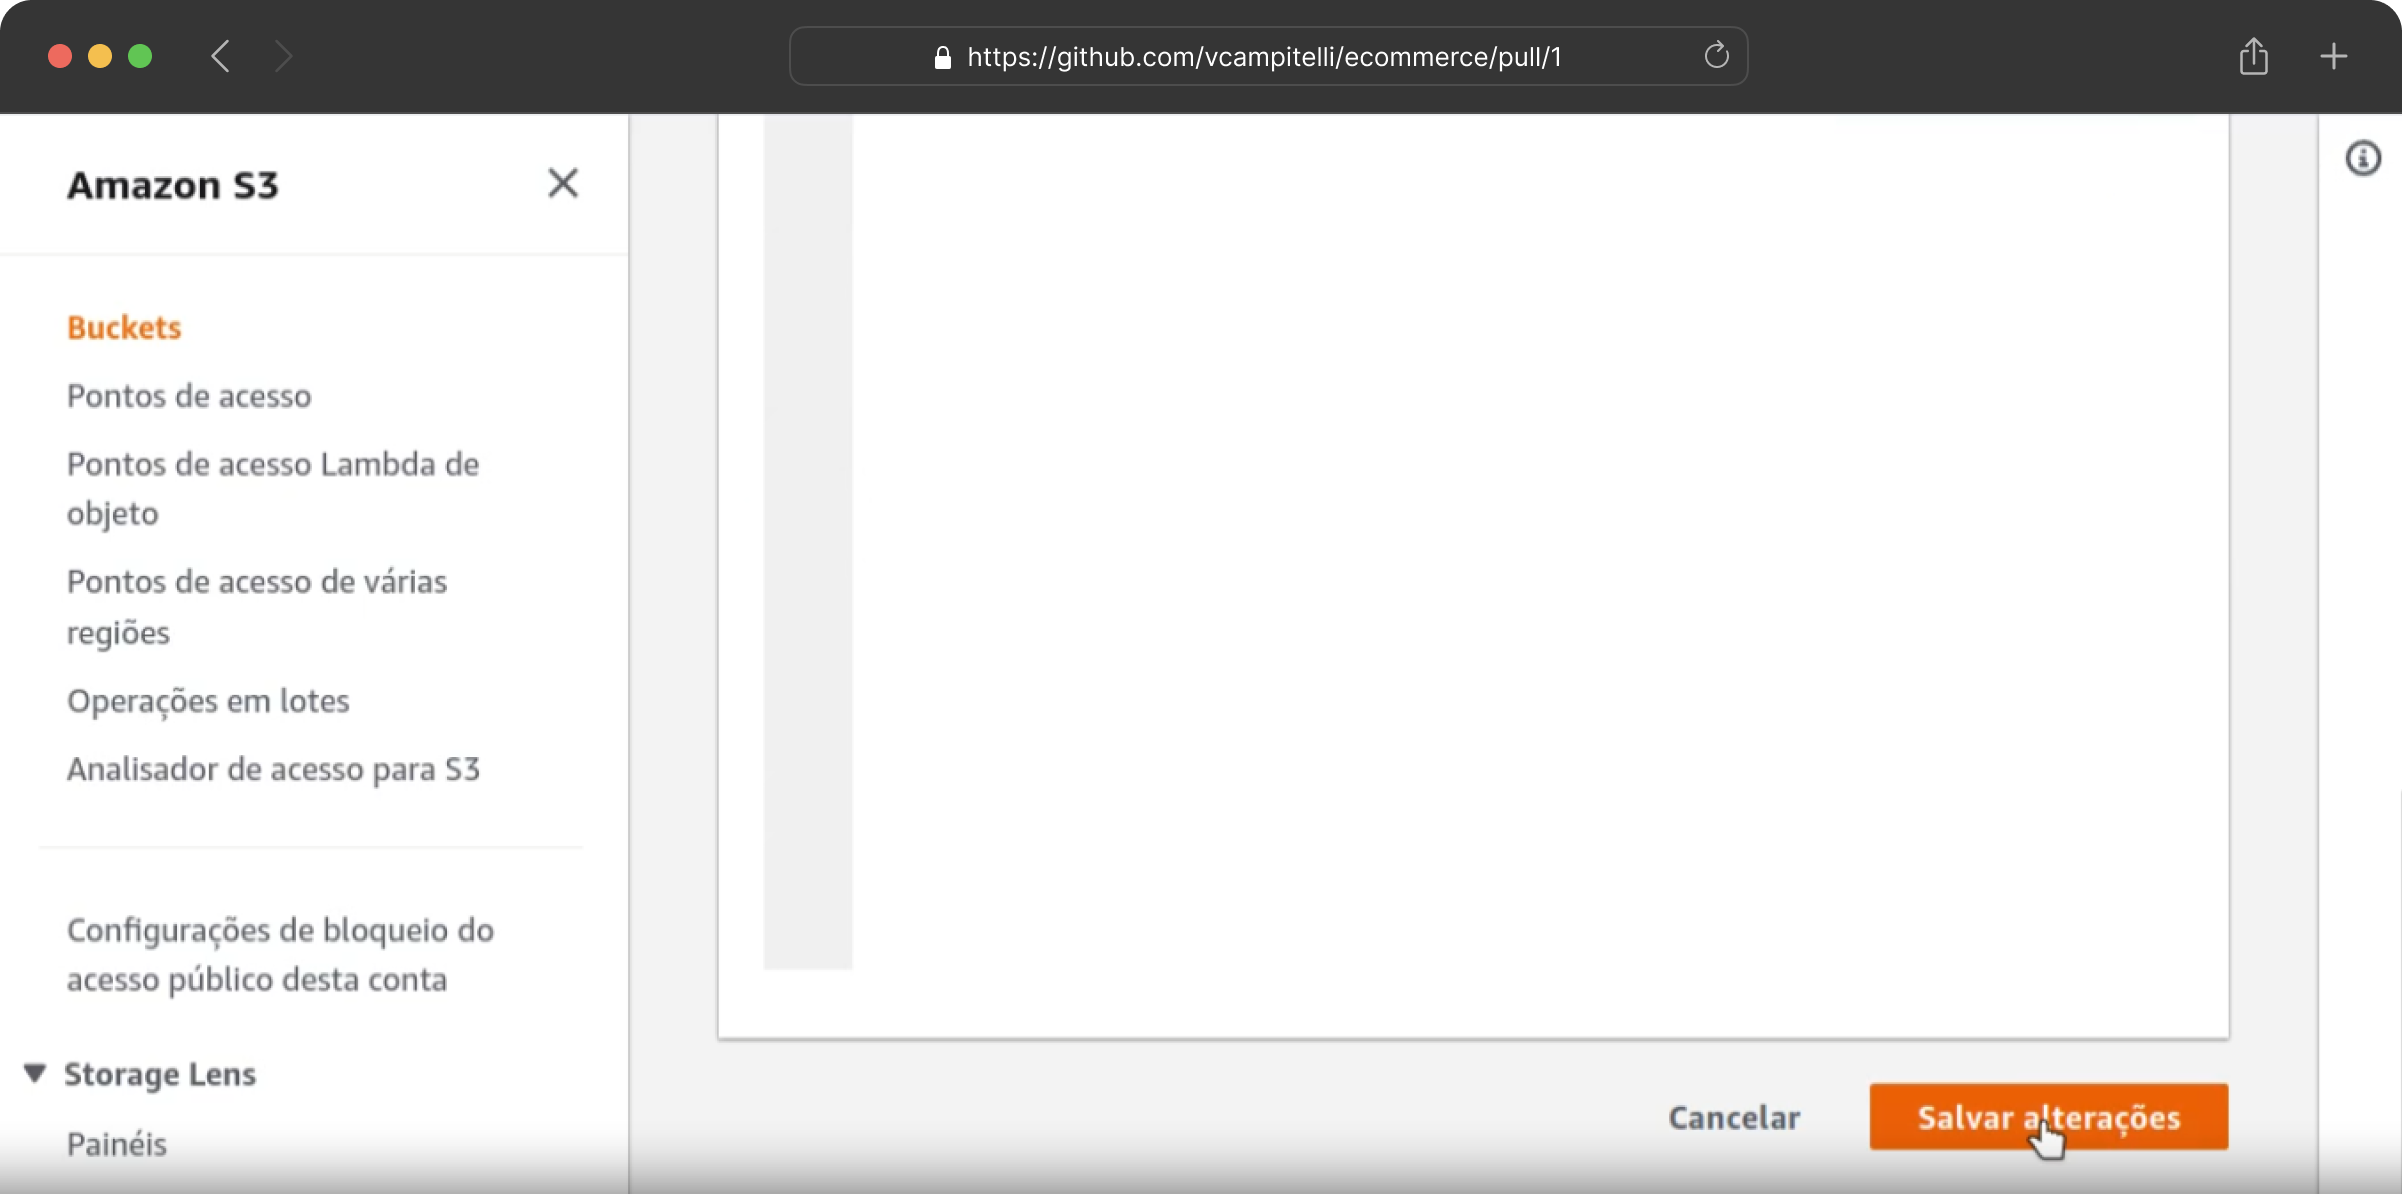 https://github.com/vcampitelli/ecommerce/pull/1
Amazon S3
Buckets
Pontos de acesso
Pontos de acesso Lambda de
objeto
Pontos de acesso de várias
regiões
Operações em lotes
Analisador de acesso para S3
Configurações de bloqueio do
acesso público desta conta
Storage Lens
Painéis
Cancelar
Salvar alterações